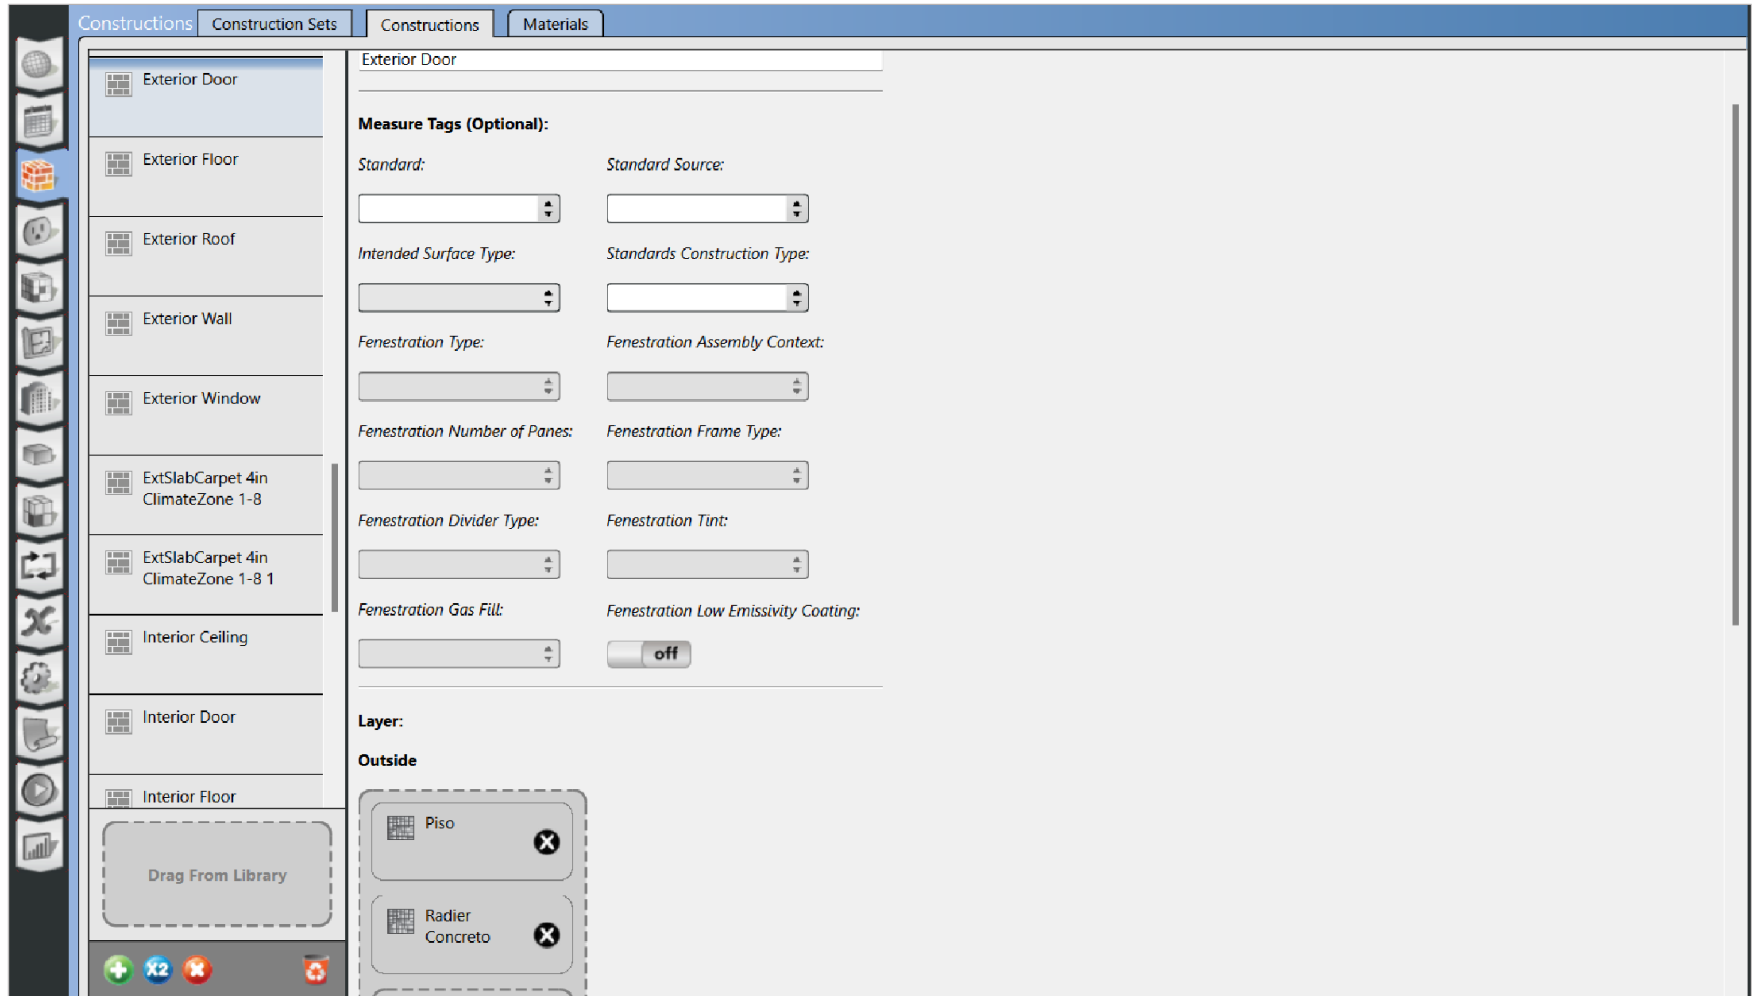 Constructions
Construction Sets
Constructions
Materials
Exterior Door
Exterior Floor
Exterior Roof
Exterior Wall
Exterior Window
ExtSlabCarpet 4in
ClimateZone 1-8
ExtSlabCarpet 4in
ClimateZone 1-8 1
Interior Ceiling
Interior Door
Interior Floor
Drag From Library
X2
Exterior Door
Measure Tags (Optional):
Standard:
Standard Source:
Intended Surface Type:
Standards Construction Type:
Fenestration Type:
Fenestration Assembly Context:
Fenestration Number of Panes:
Fenestration Frame Type:
Fenestration Divider Type:
Fenestration Tint:
Fenestration Gas Fill:
Fenestration Low Emissivity Coating:
off
Layer:
Outside
Piso
Radier
Concreto